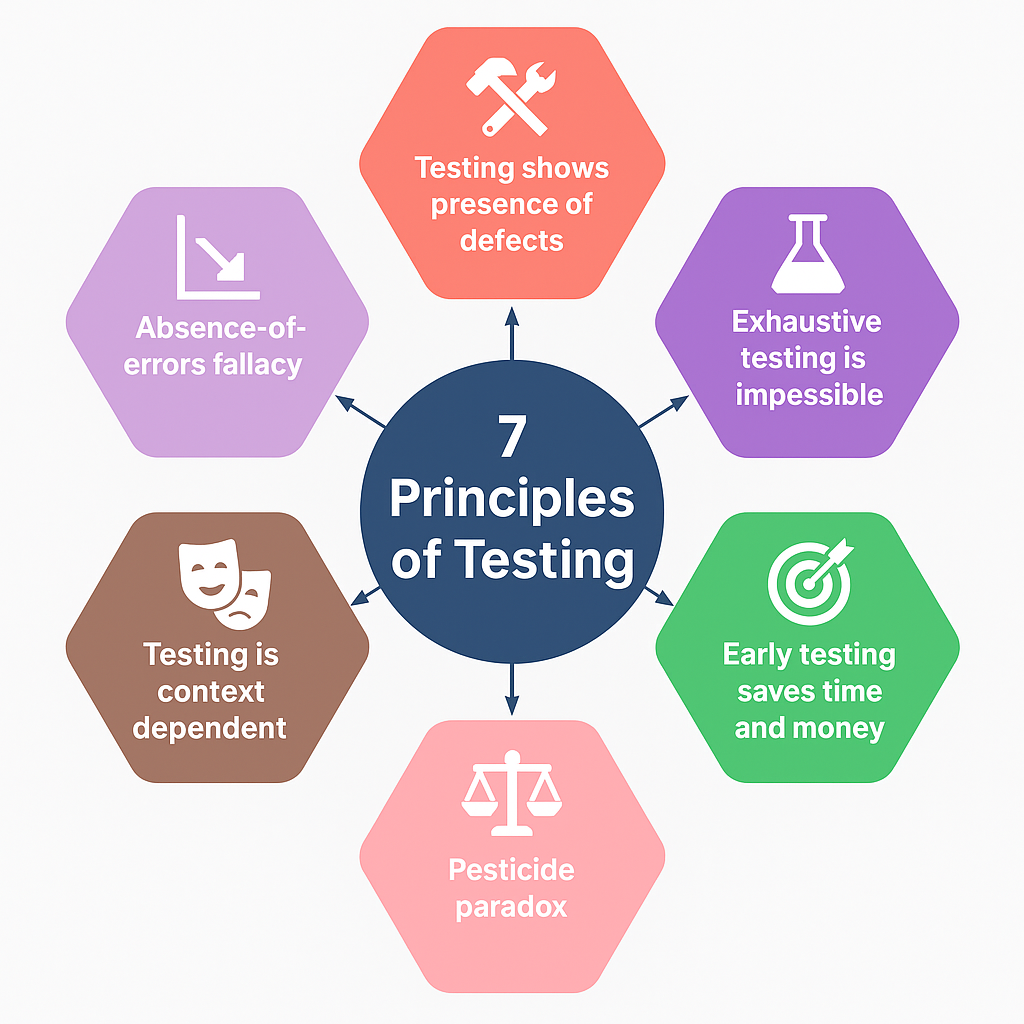 7
Principles
of Testing
Testing shows
presence of
defects
Exhaustive
testing is
impessible
Early testing
saves time
and money
Pesticide
paradox
Testing is
context
dependent
Absence-of-
errors fallacy